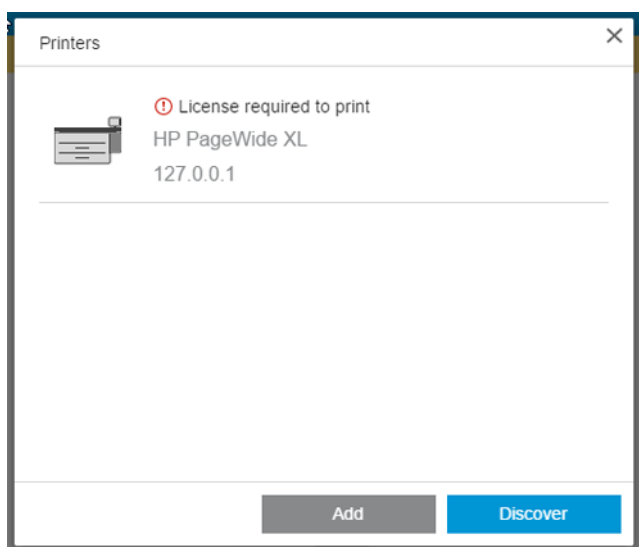 Printers
License required to print
HP PageWide XL
127.0.0.1
Add
Discover